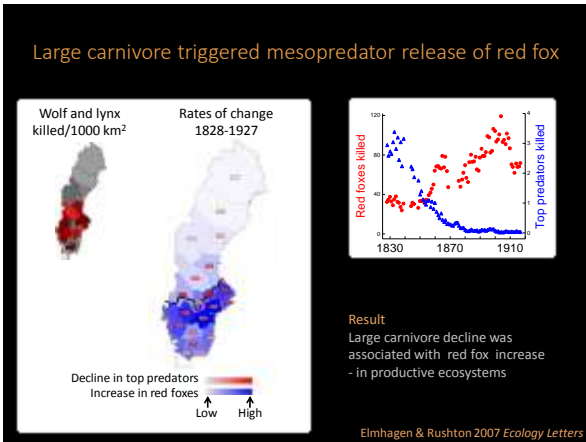 Large carnivore triggered mesopredator release of red fox
Wolf and lynx
killed/1000 km²
Rates of change
1828-1927
Decline in top predators
Increase in red foxes
Low
High
Red foxes killed
120
80
40
0
Top predators killed
4
3
2
1
0
1830
1870
1910
Result
Large carnivore decline was
associated with red fox increase
- in productive ecosystems
Elmhagen & Rushton 2007 Ecology Letters